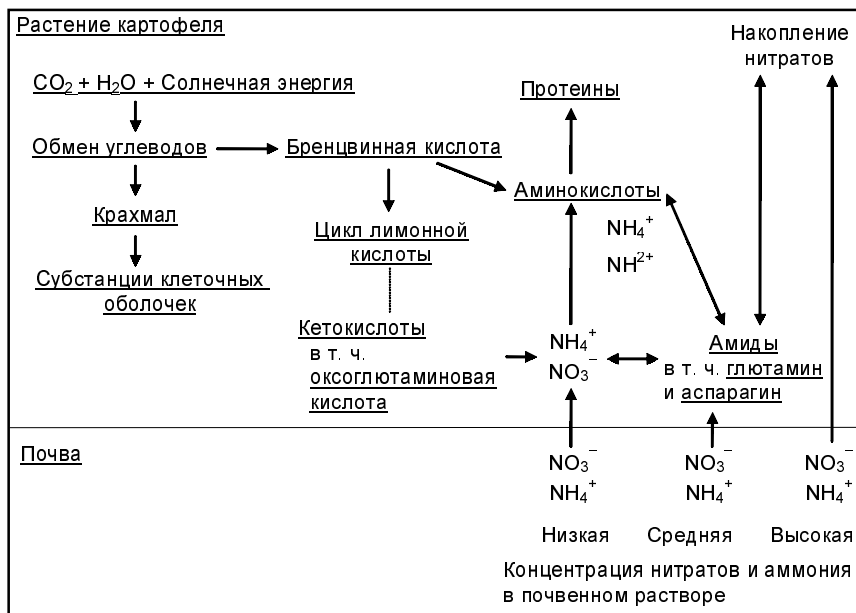 Растение картофеля
Накопление
нитратов
CO₂ + H₂O + Солнечная энергия
Протеины
Обмен углеводов
Бренцвинная кислота
Аминокислоты
Крахмал
NH₄⁺
Цикл лимонной
кислоты
NH²⁺
Субстанции клеточных
оболочек
Кетокислоты
в т. ч.
оксоглютаминовая
кислота
NH₄⁺
NO₃⁻
Амиды
в т. ч. глютамин
и аспарагин
Почва
NO₃⁻ NO₃⁻ NO₃⁻
NH₄⁺ NH₄⁺ NH₄⁺
Низкая Средняя Высокая
Концентрация нитратов и аммония
в почвенном растворе